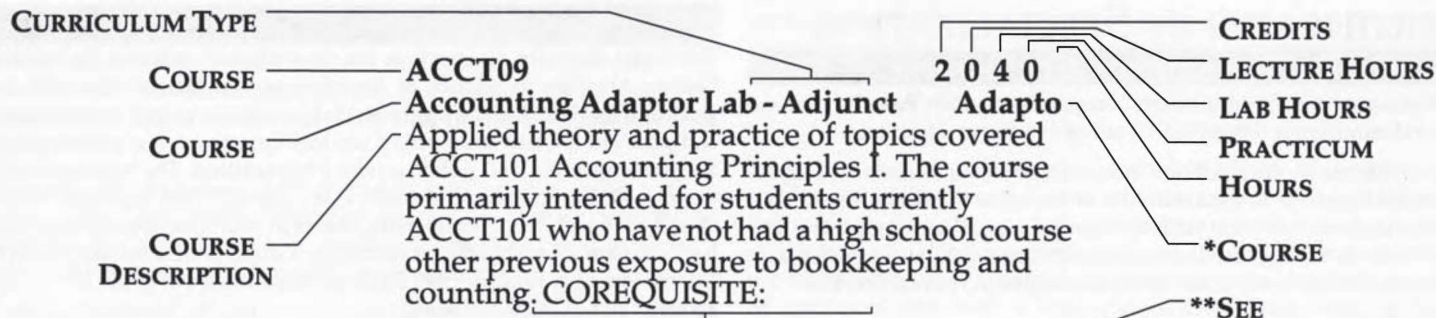 CURRICULUM TYPE
CREDITS
COURSE
ACCT09 2 0 4 0
LECTURE HOURS
Accounting Adaptor Lab - Adjunct Adapto
LAB HOURS
COURSE
Applied theory and practice of topics covered
PRACTICUM
ACCT101 Accounting Principles I. The course
HOURS
primarily intended for students currently
COURSE
DESCRIPTION
ACCT101 who have not had a high school course
*COURSE
other previous exposure to bookkeeping and
counting. COREQUISITE:
**SEE